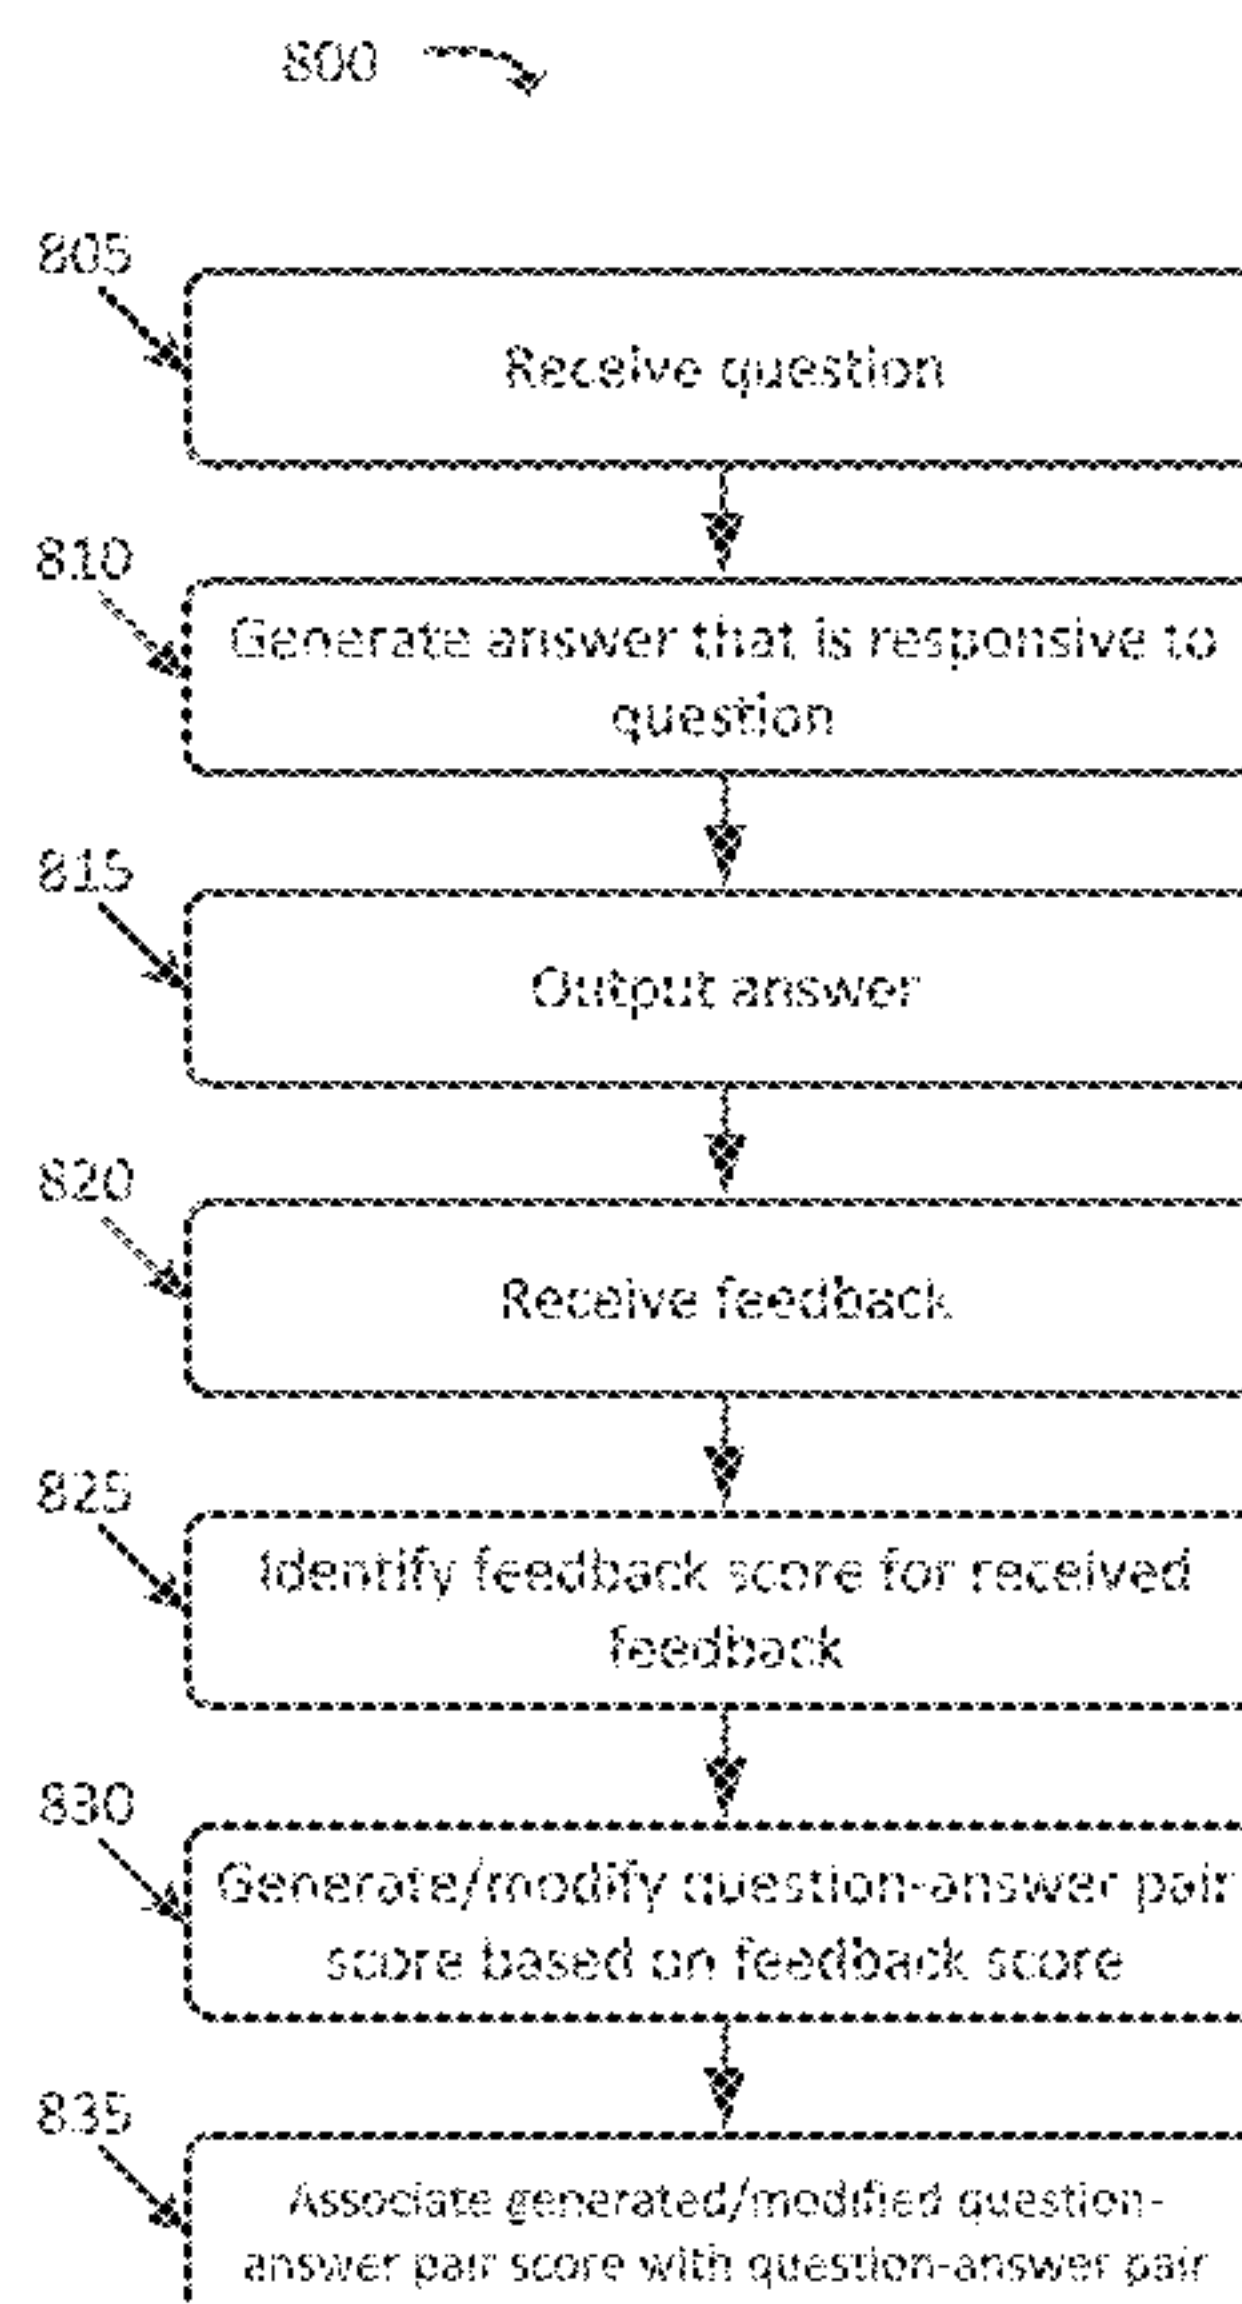 800
805
Receive question
810
Generate answer that is responsive to
question
815
Output answer
820
Receive feedback
825
Identify feedback score for received
feedback
830
Generate/modify question-answer pair
score based on feedback score
835
Associate generated/modified question-
answer pair score with question-answer pair